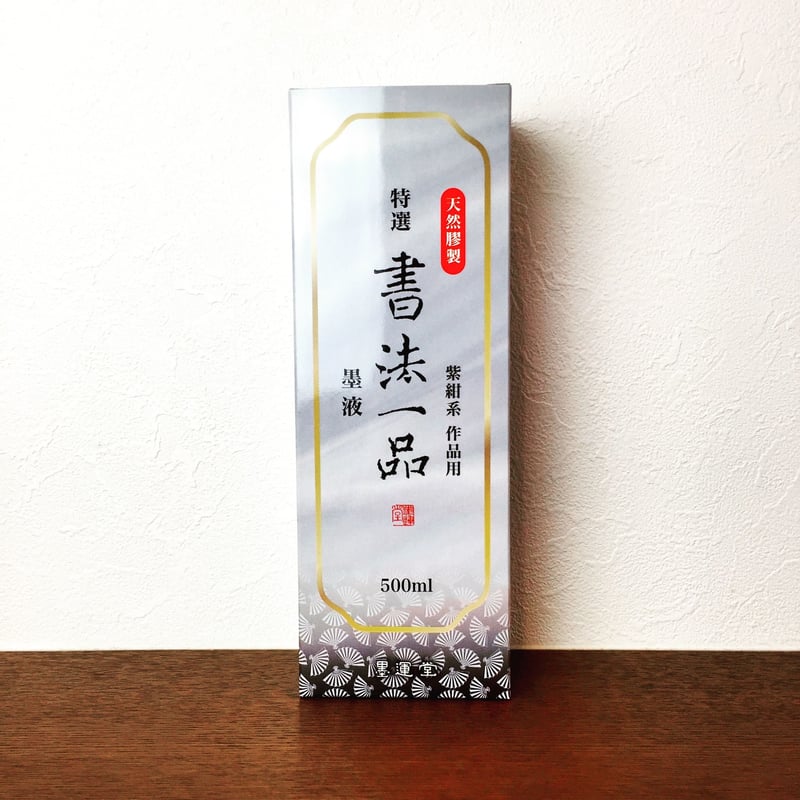 天然膠製
紫紺系 作品用
特選
書法一品
墨液
500ml
墨運堂